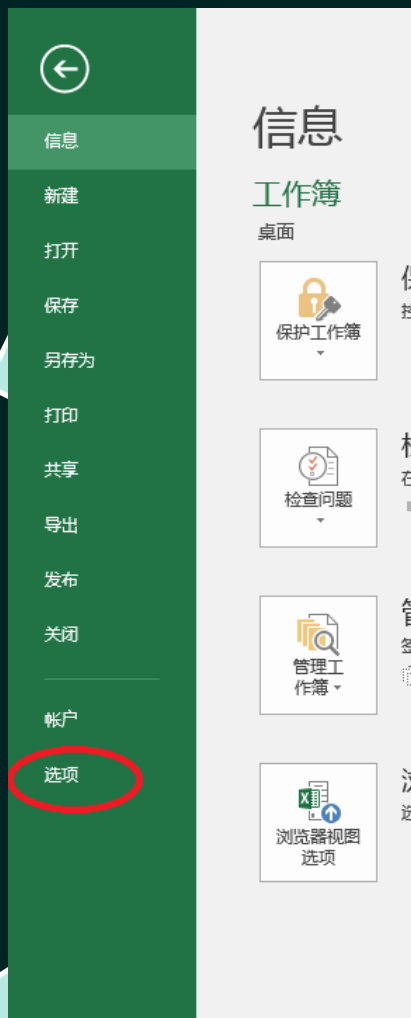 信息
新建
打开
保存
另存为
打印
共享
导出
发布
关闭
帐户
选项
信息
工作簿
桌面
保护工作簿
检查问题
管理工
作簿
浏览器视图
选项